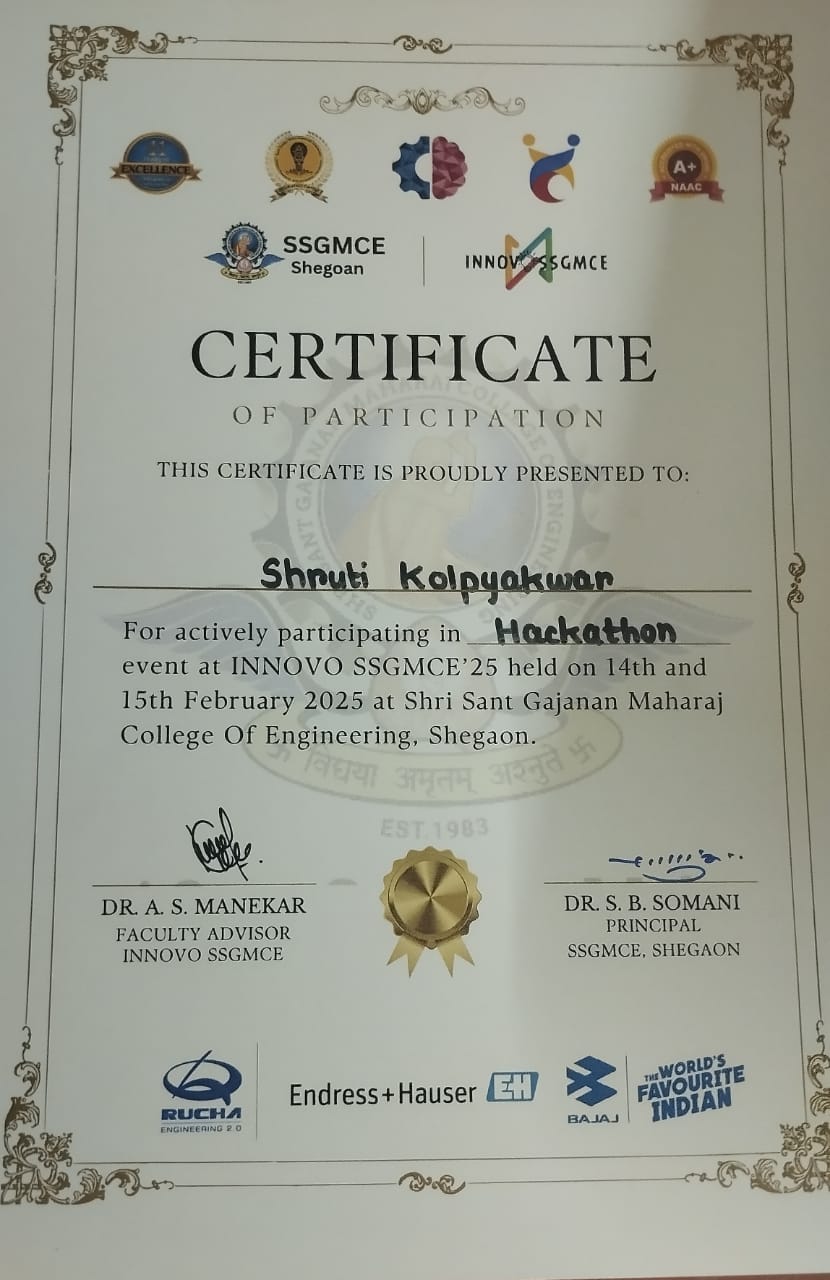 EXCELLENCE
A+
NAAC
SSGMCE
Shegoan
INNOVO SSGMCE
CERTIFICATE
OF PARTICIPATION
THIS CERTIFICATE IS PROUDLY PRESENTED TO:
Shruti Kolpyakwar
For actively participating in Hackathon
event at INNOVO SSGMCE'25 held on 14th and
15th February 2025 at Shri Sant Gajanan Maharaj
College Of Engineering, Shegaon.
विद्यया अमृतम् अश्नुते
EST.1983
DR. A. S. MANEKAR
FACULTY ADVISOR
INNOVO SSGMCE
DR. S. B. SOMANI
PRINCIPAL
SSGMCE, SHEGAON
RUCHA
ENGINEERING 2.0
Endress+Hauser EH
BAJAJ
THE WORLD'S
FAVOURITE
INDIAN